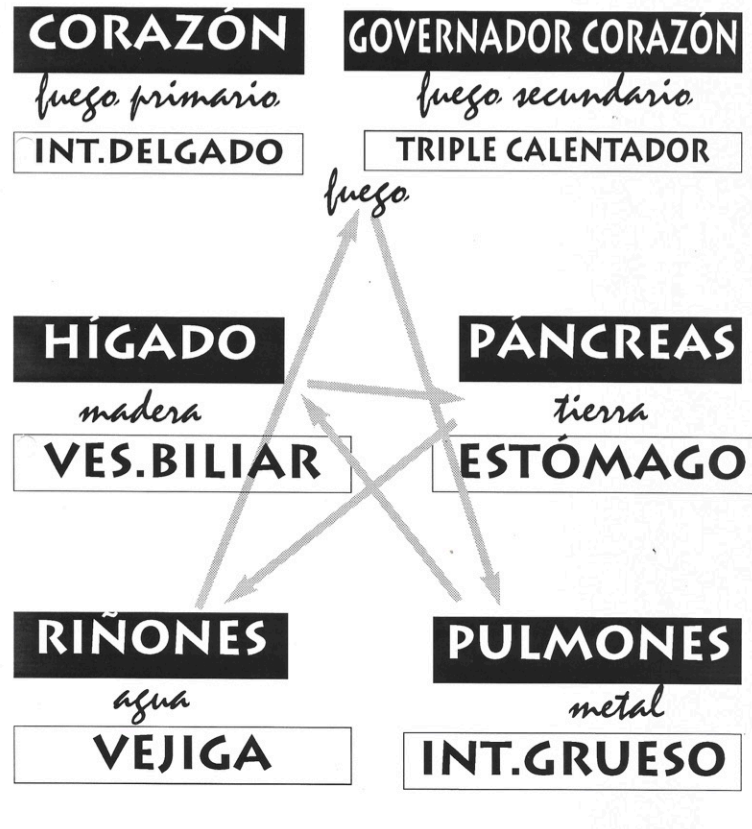 CORAZÓN
GOVERNADOR CORAZÓN
fuego primario
fuego secundario
INT.DELGADO
TRIPLE CALENTADOR
fuego
HÍGADO
PÁNCREAS
madera
tierra
VES.BILIAR
ESTÓMAGO
RIÑONES
PULMONES
agua
metal
VEJIGA
INT.GRUESO